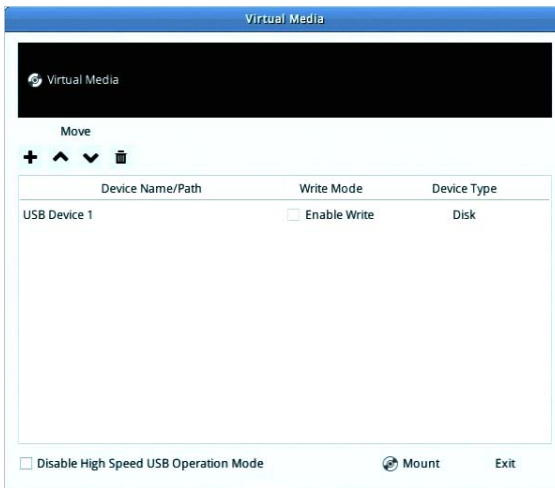 Virtual Media
Virtual Media
Move
Device Name/Path Write Mode Device Type
USB Device 1 Enable Write Disk
Disable High Speed USB Operation Mode Mount Exit